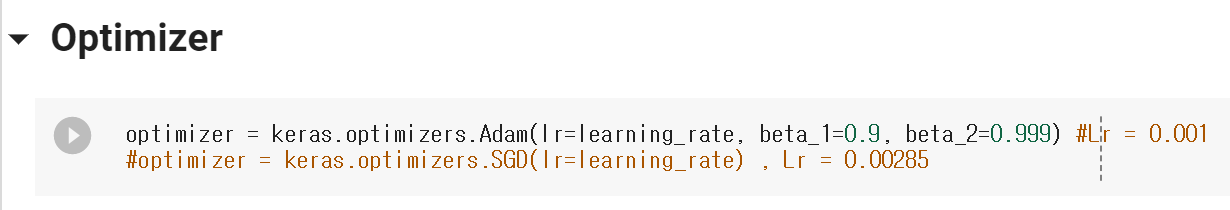 Optimizer
optimizer = keras.optimizers.Adam(lr=learning_rate, beta_1=0.9, beta_2=0.999) #Lr = 0.001
#optimizer = keras.optimizers.SGD(lr=learning_rate) , Lr = 0.00285